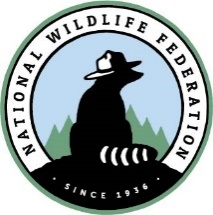 NATIONAL WILDLIFE FEDERATION
· SINCE 1936 ·